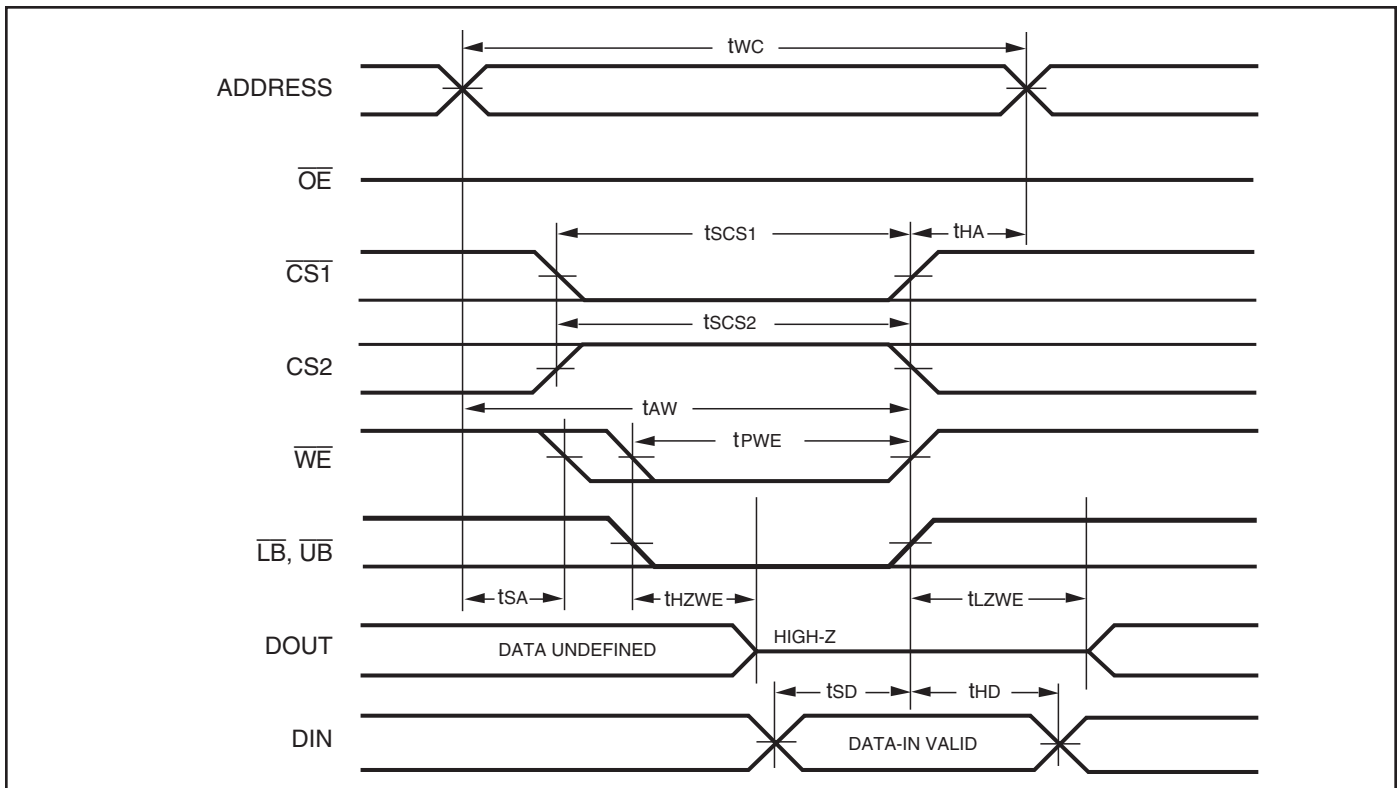 tWC
ADDRESS
OE
tSCS1
tHA
CS1
tSCS2
CS2
tAW
tPWE
WE
LB, UB
tSA
tHZWE
tLZWE
DOUT
DATA UNDEFINED
HIGH-Z
tSD
tHD
DIN
DATA-IN VALID